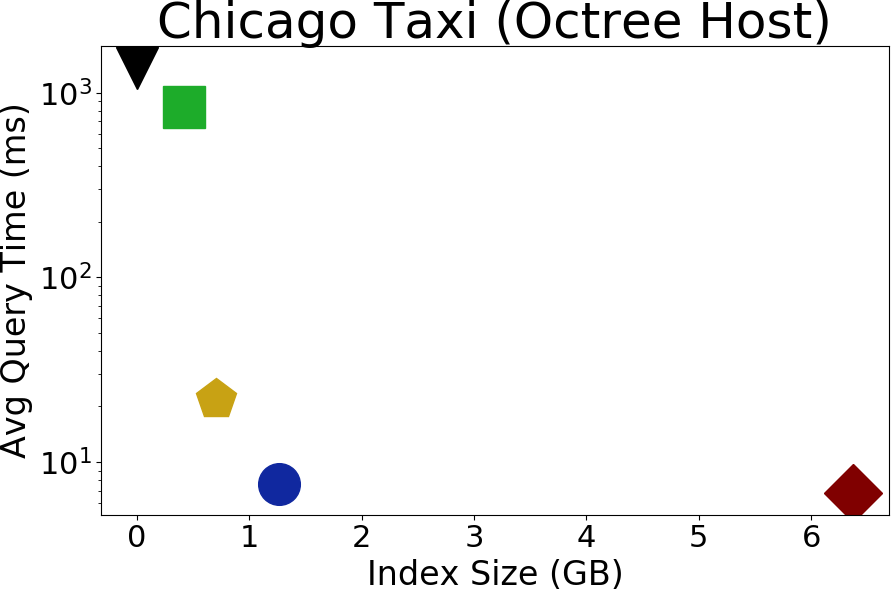 Chicago Taxi (Octree Host)
Avg Query Time (ms)
10³
10²
10¹
0 1 2 3 4 5 6
Index Size (GB)